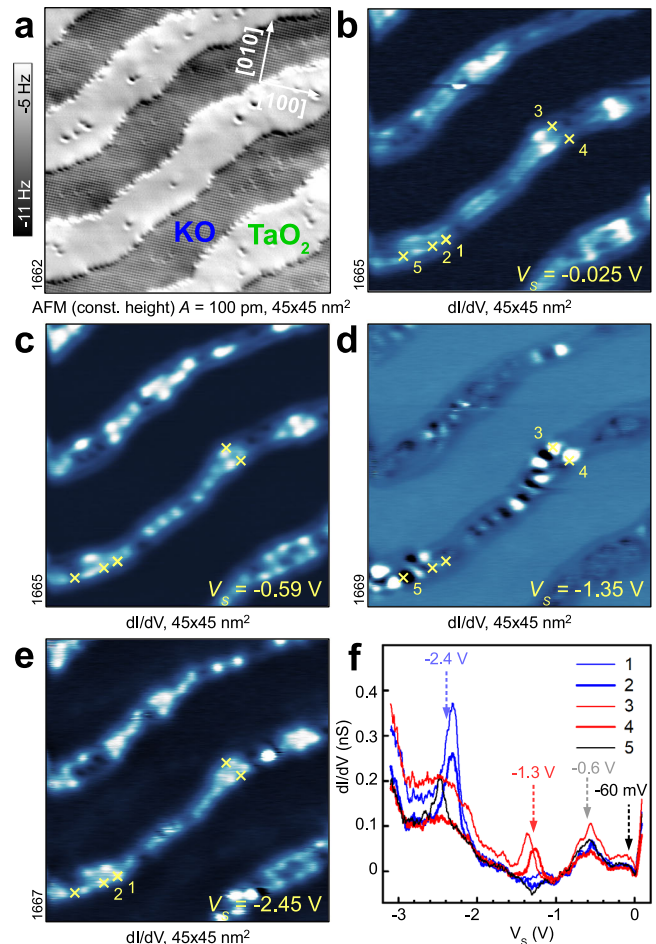 a
-5 Hz
-11 Hz
[010]
[100]
KO
TaO2
1662
AFM (const. height) A = 100 pm, 45x45 nm2
b
3
4
5
2
1
Vs = -0.025 V
1665
dI/dV, 45x45 nm2
c
Vs = -0.59 V
1665
dI/dV, 45x45 nm2
d
3
4
5
Vs = -1.35 V
1669
dI/dV, 45x45 nm2
e
2
1
Vs = -2.45 V
1667
dI/dV, 45x45 nm2
f
-2.4 V
-1.3 V
-0.6 V
-60 mV
1
2
3
4
5
dI/dV (nS)
0.4
0.3
0.2
0.1
0
-3
-2
-1
0
Vs (V)